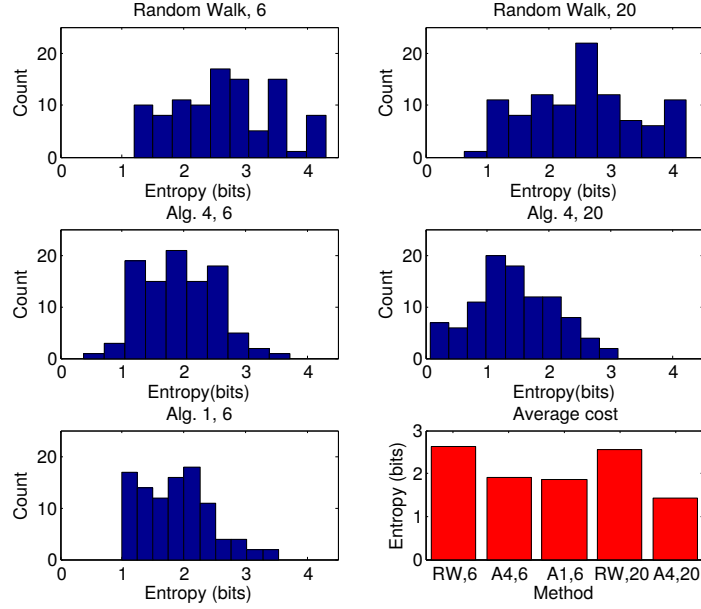 Random Walk, 6
Count
20
10
0
0 1 2 3 4
Entropy (bits)
Random Walk, 20
Count
20
10
0
0 1 2 3 4
Entropy (bits)
Alg. 4, 6
Count
20
10
0
0 1 2 3 4
Entropy(bits)
Alg. 4, 20
Count
20
10
0
0 1 2 3 4
Entropy(bits)
Alg. 1, 6
Count
20
10
0
0 1 2 3 4
Entropy (bits)
Average cost
Entropy (bits)
3
2
1
0
RW,6 A4,6 A1,6 RW,20 A4,20
Method